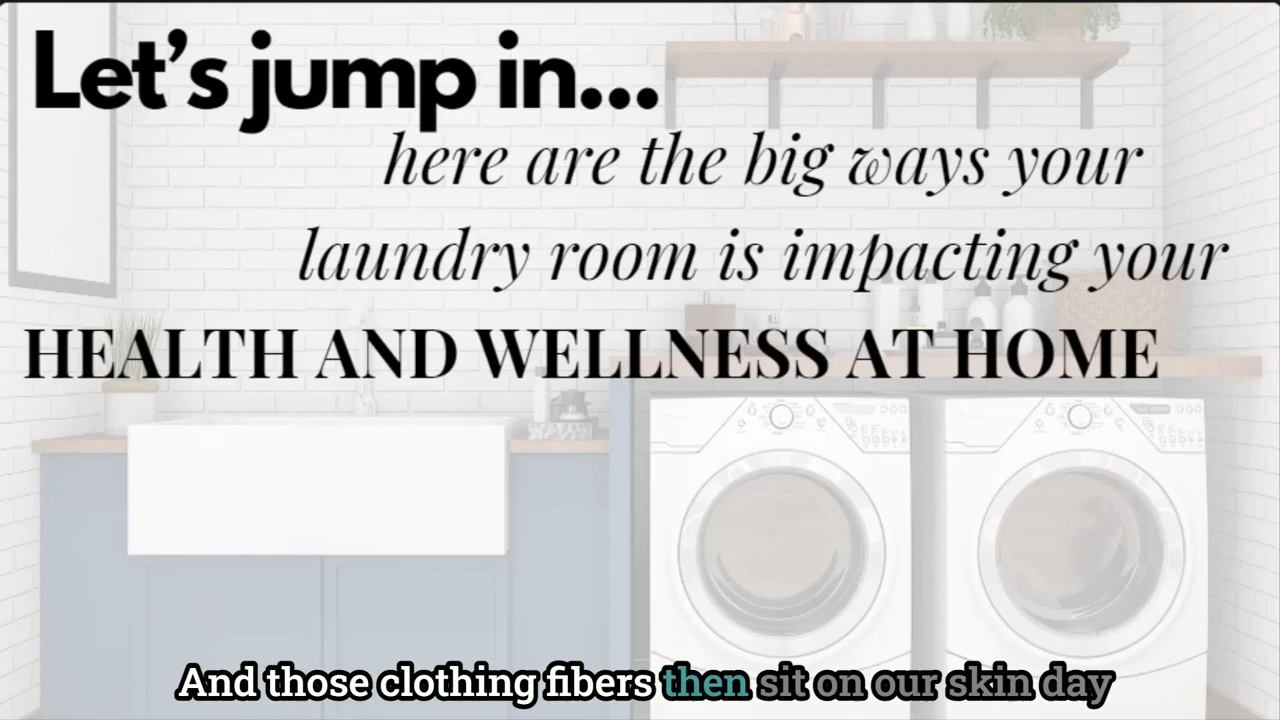 Let's jump in...
here are the big ways your
laundry room is impacting your
HEALTH AND WELLNESS AT HOME
And those clothing fibers then sit on our skin day